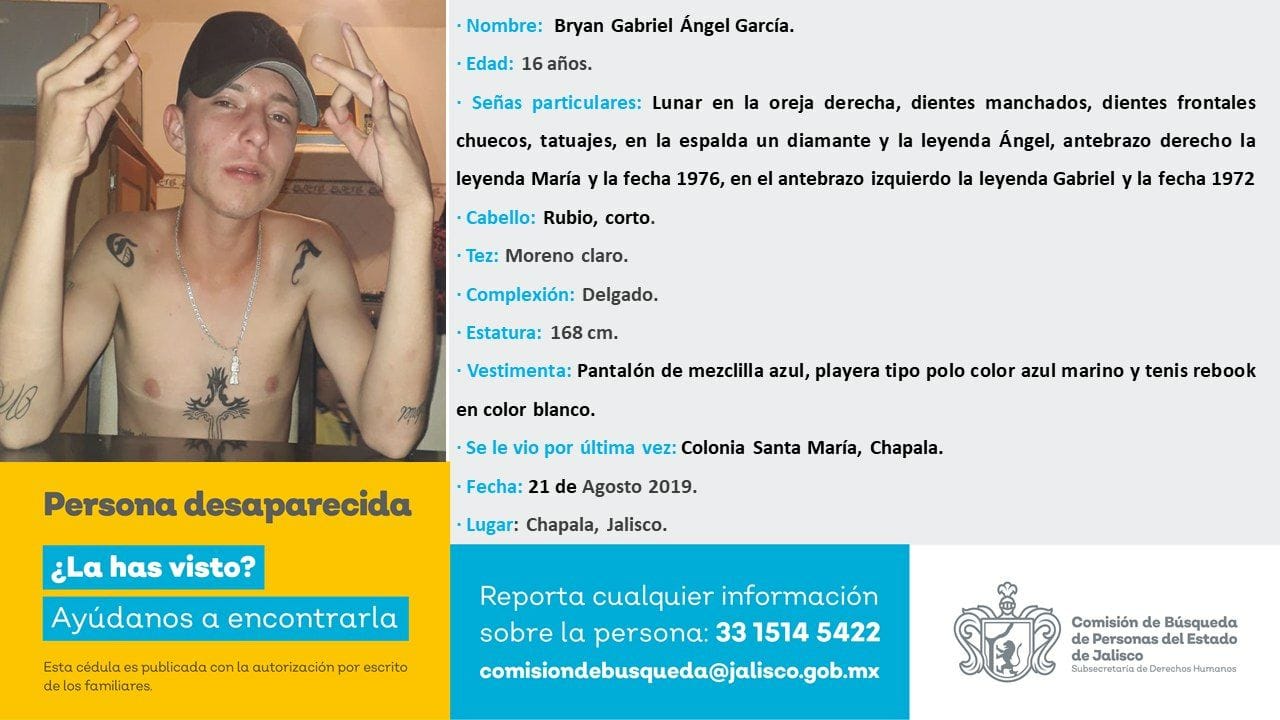 · Nombre: Bryan Gabriel Ángel García.
· Edad: 16 años.
· Señas particulares: Lunar en la oreja derecha, dientes manchados, dientes frontales
chuecos, tatuajes, en la espalda un diamante y la leyenda Ángel, antebrazo derecho la
leyenda María y la fecha 1976, en el antebrazo izquierdo la leyenda Gabriel y la fecha 1972
· Cabello: Rubio, corto.
· Tez: Moreno claro.
· Complexión: Delgado.
· Estatura: 168 cm.
· Vestimenta: Pantalón de mezclilla azul, playera tipo polo color azul marino y tenis rebook
en color blanco.
· Se le vio por última vez: Colonia Santa María, Chapala.
· Fecha: 21 de Agosto 2019.
· Lugar: Chapala, Jalisco.
Persona desaparecida
¿La has visto?
Ayúdanos a encontrarla
Esta cédula es publicada con la autorización por escrito
de los familiares.
Reporta cualquier información
sobre la persona: 33 1514 5422
comisiondebusqueda@jalisco.gob.mx
Comisión de Búsqueda
de Personas del Estado
de Jalisco
Subsecretaría de Derechos Humanos